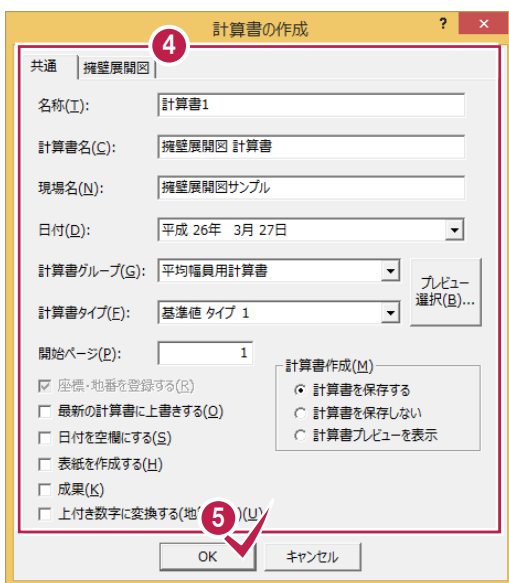 計算書の作成 ? ×
4
共通 擁壁展開図
名称(T): 計算書1
計算書名(C): 擁壁展開図 計算書
現場名(N): 擁壁展開図サンプル
日付(D): 平成 26年 3月 27日
計算書グループ(G): 平均幅員用計算書
プレビュー
選択(B)...
計算書タイプ(F): 基準値 タイプ 1
開始ページ(P): 1
計算書作成(M)
座標・地番を登録する(R)
計算書を保存する
最新の計算書に上書きする(O)
計算書を保存しない
日付を空欄にする(S)
計算書プレビューを表示
表紙を作成する(H)
成果(K)
上付き数字に変換する(地 )(U)
5
OK キャンセル